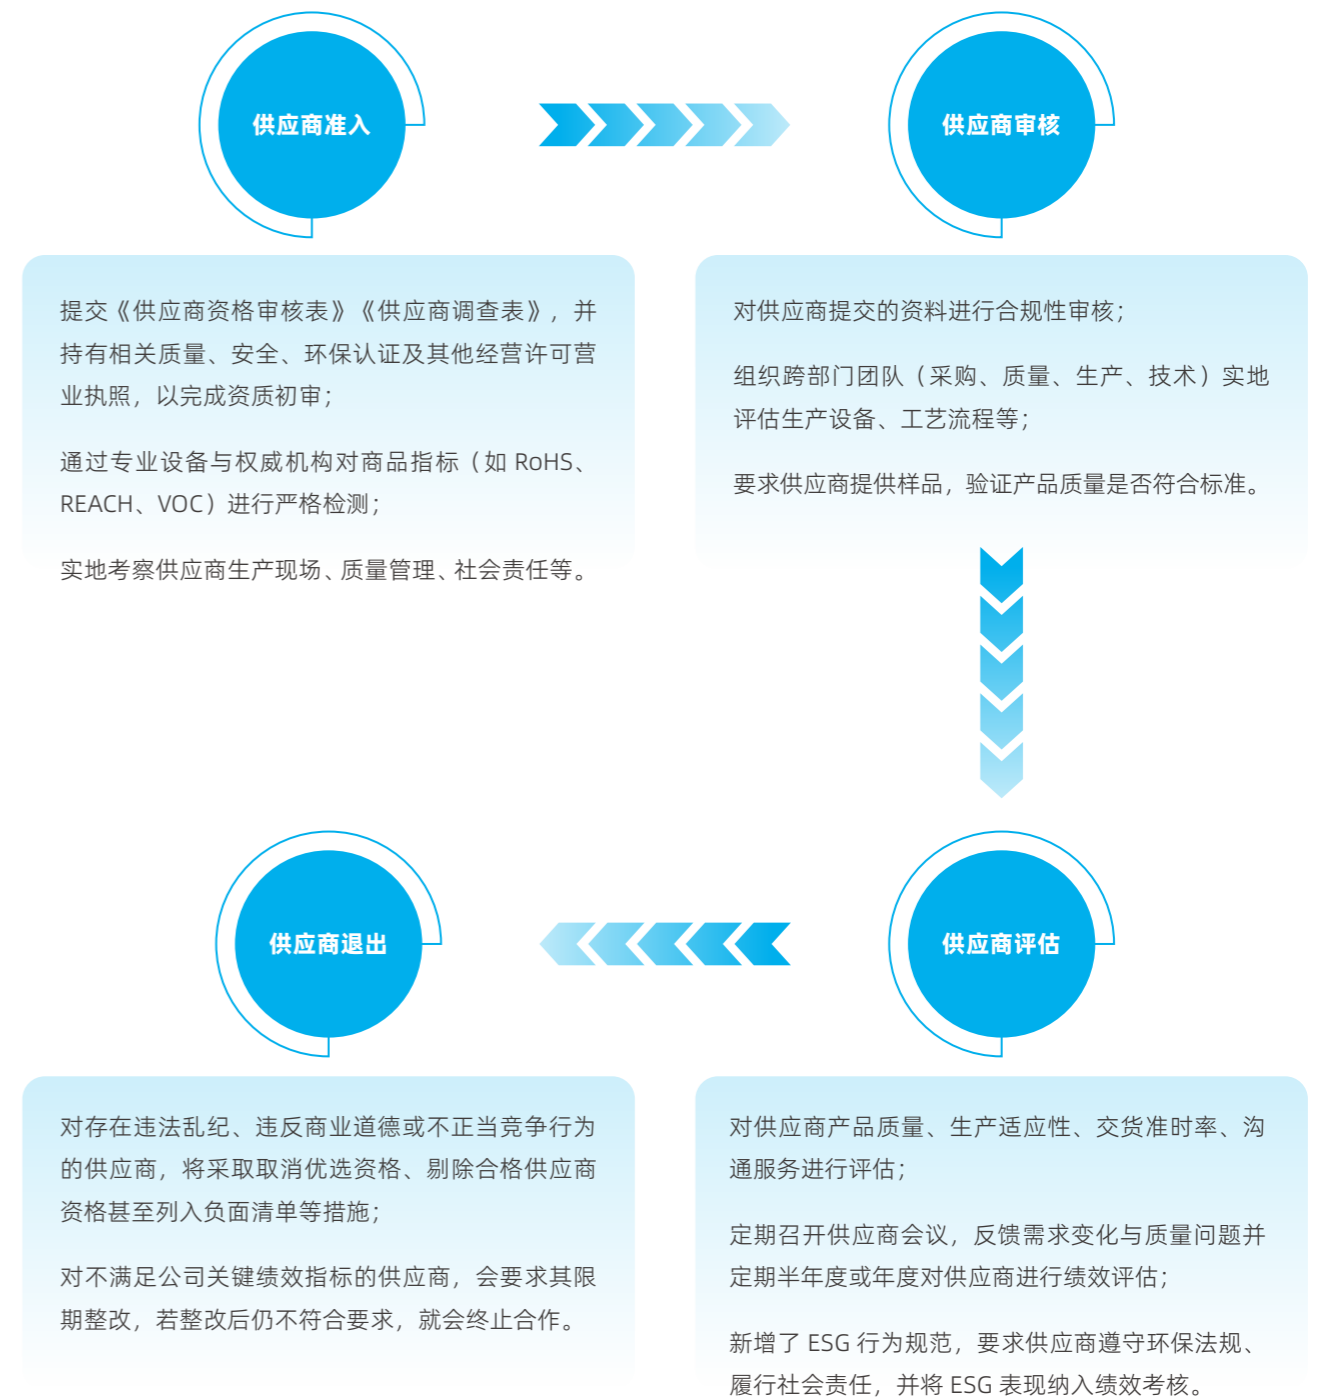 供应商准入
提交《供应商资格审核表》《供应商调查表》，并
持有相关质量、安全、环保认证及其他经营许可营
业执照，以完成资质初审；
通过专业设备与权威机构对商品指标（如 RoHS、
REACH、VOC）进行严格检测；
实地考察供应商生产现场、质量管理、社会责任等。
供应商审核
对供应商提交的资料进行合规性审核；
组织跨部门团队（采购、质量、生产、技术）实地
评估生产设备、工艺流程等；
要求供应商提供样品，验证产品质量是否符合标准。
供应商评估
对供应商产品质量、生产适应性、交货准时率、沟
通服务进行评估；
定期召开供应商会议，反馈需求变化与质量问题并
定期半年度或年度对供应商进行绩效评估；
新增了 ESG 行为规范，要求供应商遵守环保法规、
履行社会责任，并将 ESG 表现纳入绩效考核。
供应商退出
对存在违法乱纪、违反商业道德或不正当竞争行为
的供应商，将采取取消优选资格、剔除合格供应商
资格甚至列入负面清单等措施；
对不满足公司关键绩效指标的供应商，会要求其限
期整改，若整改后仍不符合要求，就会终止合作。